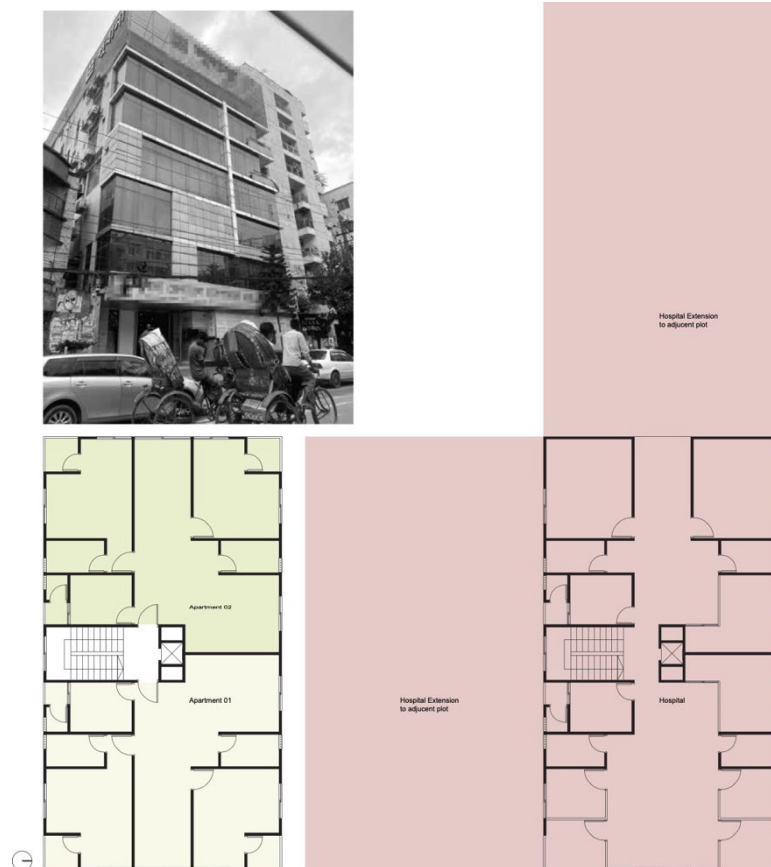 Hospital Extension
to adjucent plot
Apartment 02
Apartment 01
Hospital Extension
to adjucent plot
Hospital